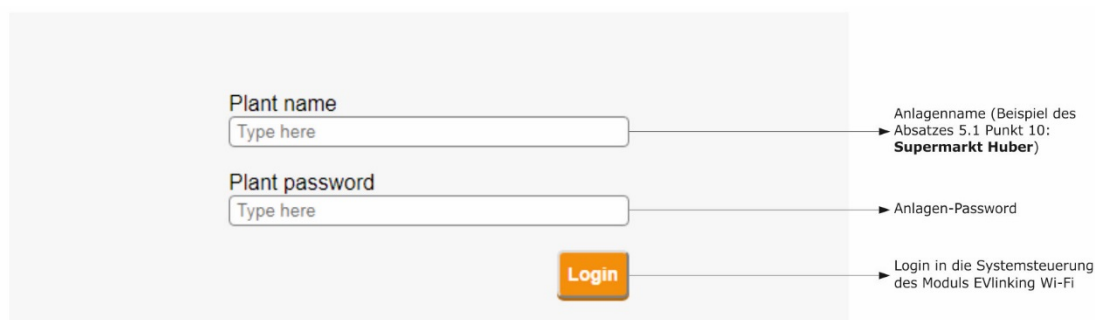 Plant name
Type here
Anlagenname (Beispiel des
Absatzes 5.1 Punkt 10:
Supermarkt Huber)
Plant password
Type here
Anlagen-Password
Login
Login in die Systemsteuerung
des Moduls EVlinking Wi-Fi